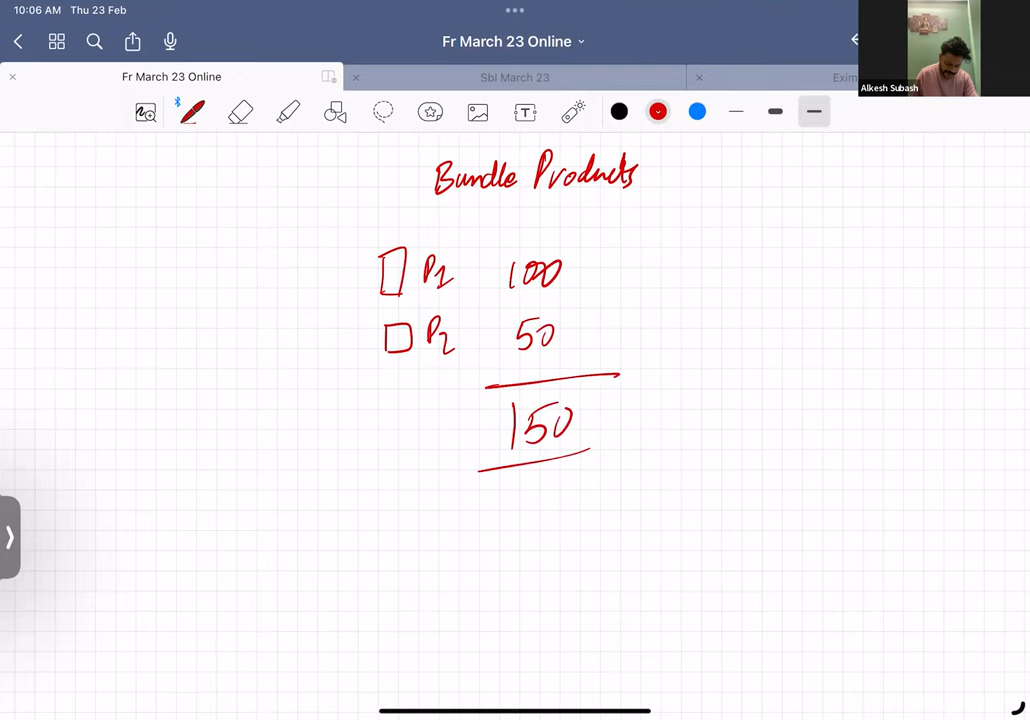 10:06 AM Thu 23 Feb
Fr March 23 Online
Alkesh Subash
Fr March 23 Online
Sbl March 23
Exim
T
Bundle Products
P1 100
P2 50
150